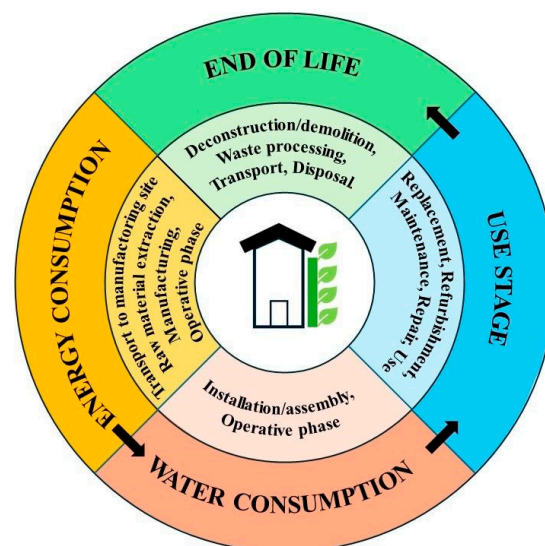 END OF LIFE
Deconstruction/demolition,
Waste processing,
Transport, Disposal
ENERGY CONSUMPTION
Transport to manufactoring site
Raw material extraction,
Manufacturing,
Operative phase
USE STAGE
Replacement, Refurbishment,
Maintenance, Repair, Use
Installation/assembly,
Operative phase
WATER CONSUMPTION